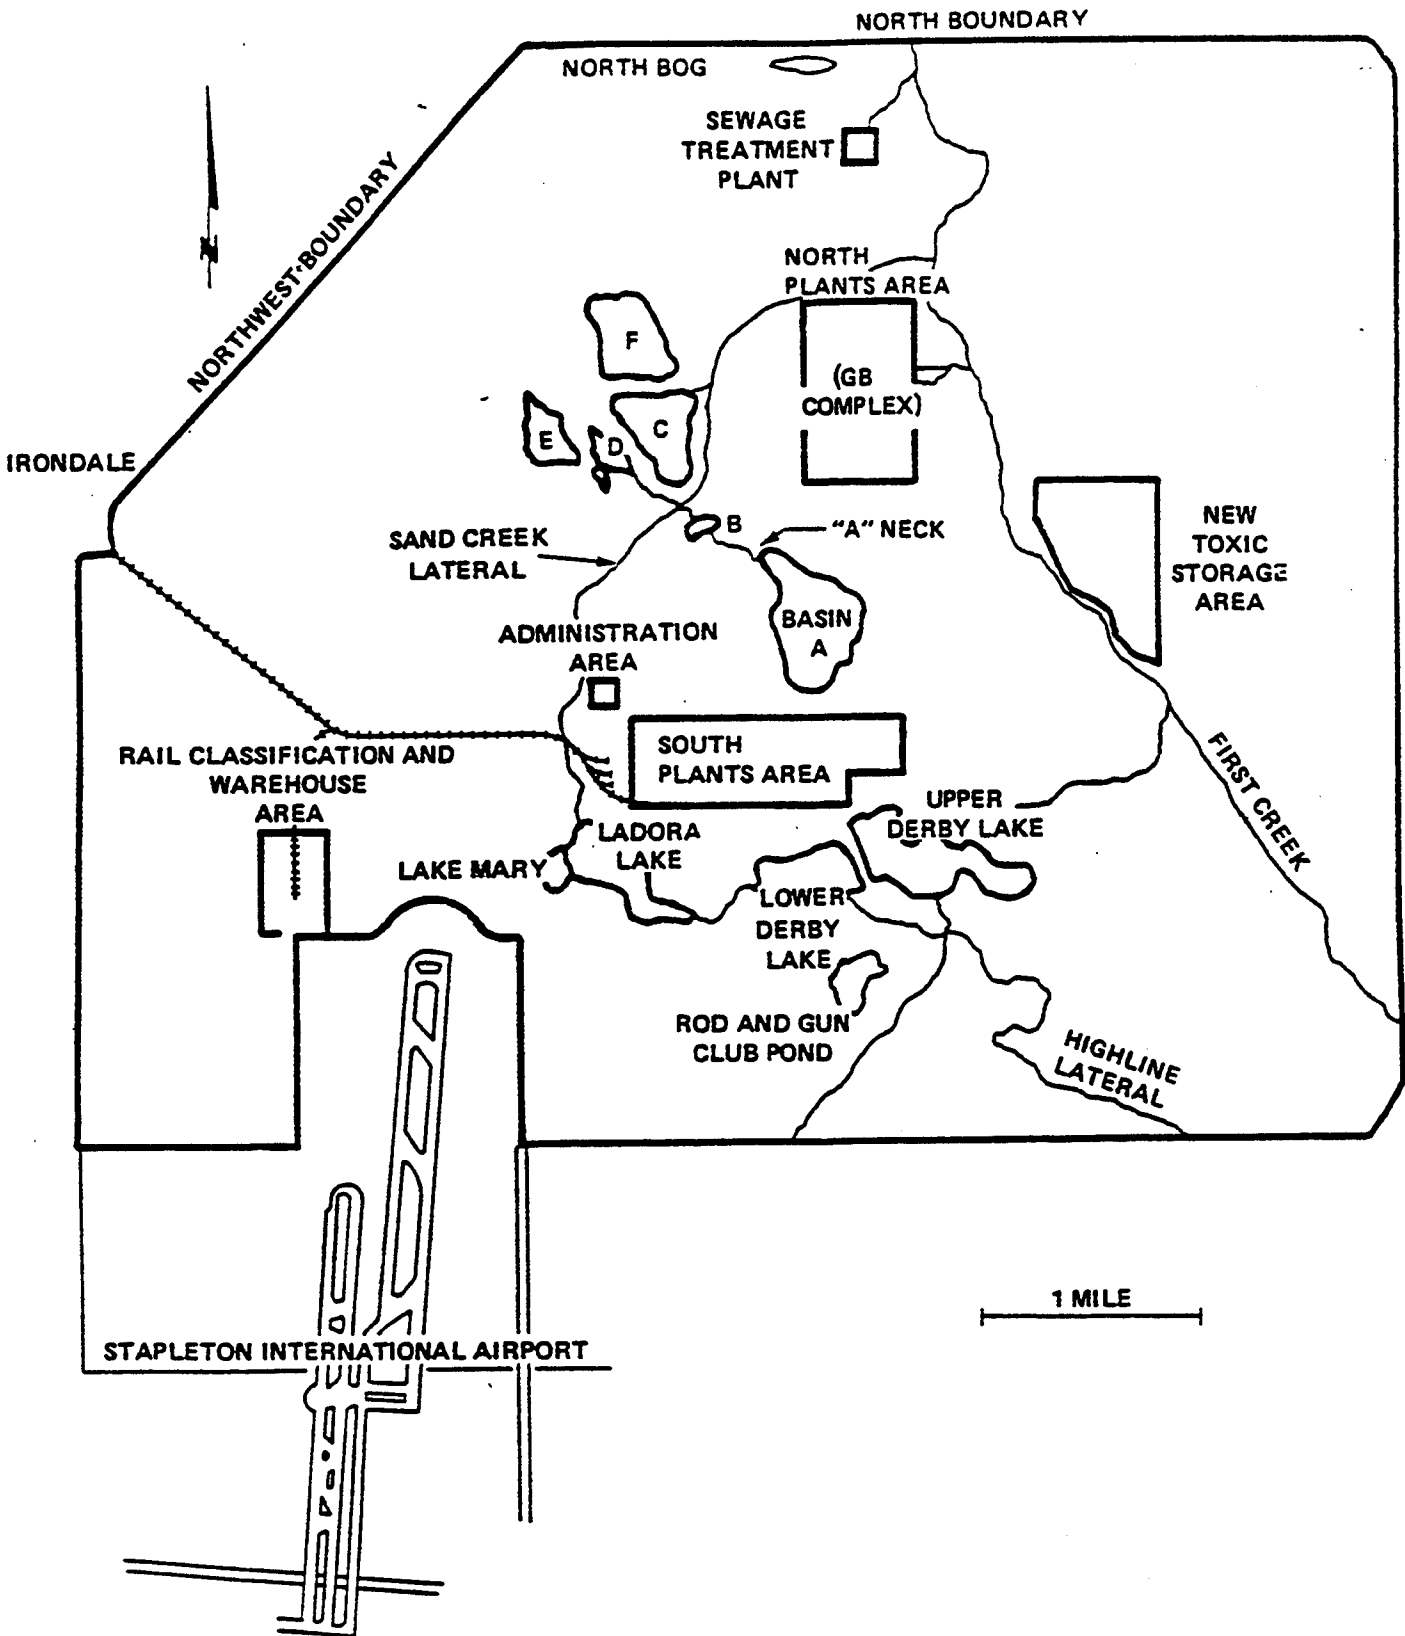 NORTH BOUNDARY
NORTH BOG
SEWAGE
TREATMENT
PLANT
N
NORTHWEST BOUNDARY
NORTH
PLANTS AREA
F
(GB
COMPLEX)
E
D
C
IRONDALE
B
"A" NECK
SAND CREEK
LATERAL
NEW
TOXIC
STORAGE
AREA
BASIN
A
ADMINISTRATION
AREA
SOUTH
PLANTS AREA
RAIL CLASSIFICATION AND
WAREHOUSE
AREA
FIRST CREEK
UPPER
DERBY LAKE
LADORA
LAKE
LAKE MARY
LOWER
DERBY
LAKE
ROD AND GUN
CLUB POND
HIGHLINE
LATERAL
1 MILE
STAPLETON INTERNATIONAL AIRPORT